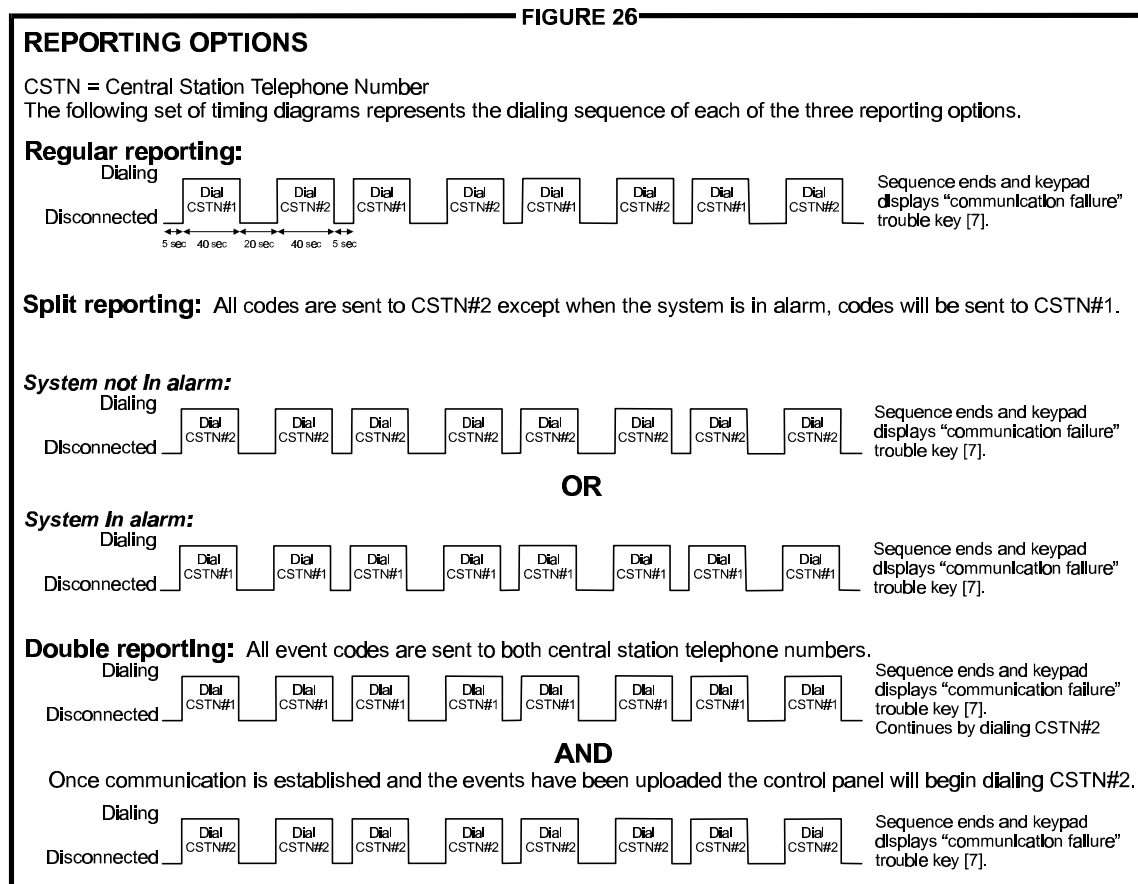 FIGURE 26
REPORTING OPTIONS
CSTN = Central Station Telephone Number
The following set of timing diagrams represents the dialing sequence of each of the three reporting options.
Regular reporting:
Dialing
Disconnected
Dial CSTN#1
Dial CSTN#2
Dial CSTN#1
Dial CSTN#2
Dial CSTN#1
Dial CSTN#2
Dial CSTN#1
Dial CSTN#2
5 sec 40 sec 20 sec 40 sec 5 sec
Sequence ends and keypad
displays “communication failure”
trouble key [7].
Split reporting: All codes are sent to CSTN#2 except when the system is in alarm, codes will be sent to CSTN#1.
System not In alarm:
Dialing
Disconnected
Dial CSTN#2
Dial CSTN#2
Dial CSTN#2
Dial CSTN#2
Dial CSTN#2
Dial CSTN#2
Dial CSTN#2
Dial CSTN#2
Sequence ends and keypad
displays “communication failure”
trouble key [7].
OR
System In alarm:
Dialing
Disconnected
Dial CSTN#1
Dial CSTN#1
Dial CSTN#1
Dial CSTN#1
Dial CSTN#1
Dial CSTN#1
Dial CSTN#1
Dial CSTN#1
Sequence ends and keypad
displays “communication failure”
trouble key [7].
Double reporting: All event codes are sent to both central station telephone numbers.
Dialing
Disconnected
Dial CSTN#1
Dial CSTN#1
Dial CSTN#1
Dial CSTN#1
Dial CSTN#1
Dial CSTN#1
Dial CSTN#1
Dial CSTN#1
Sequence ends and keypad
displays “communication failure”
trouble key [7].
Continues by dialing CSTN#2
AND
Once communication is established and the events have been uploaded the control panel will begin dialing CSTN#2.
Dialing
Disconnected
Dial CSTN#2
Dial CSTN#2
Dial CSTN#2
Dial CSTN#2
Dial CSTN#2
Dial CSTN#2
Dial CSTN#2
Dial CSTN#2
Sequence ends and keypad
displays “communication failure”
trouble key [7].